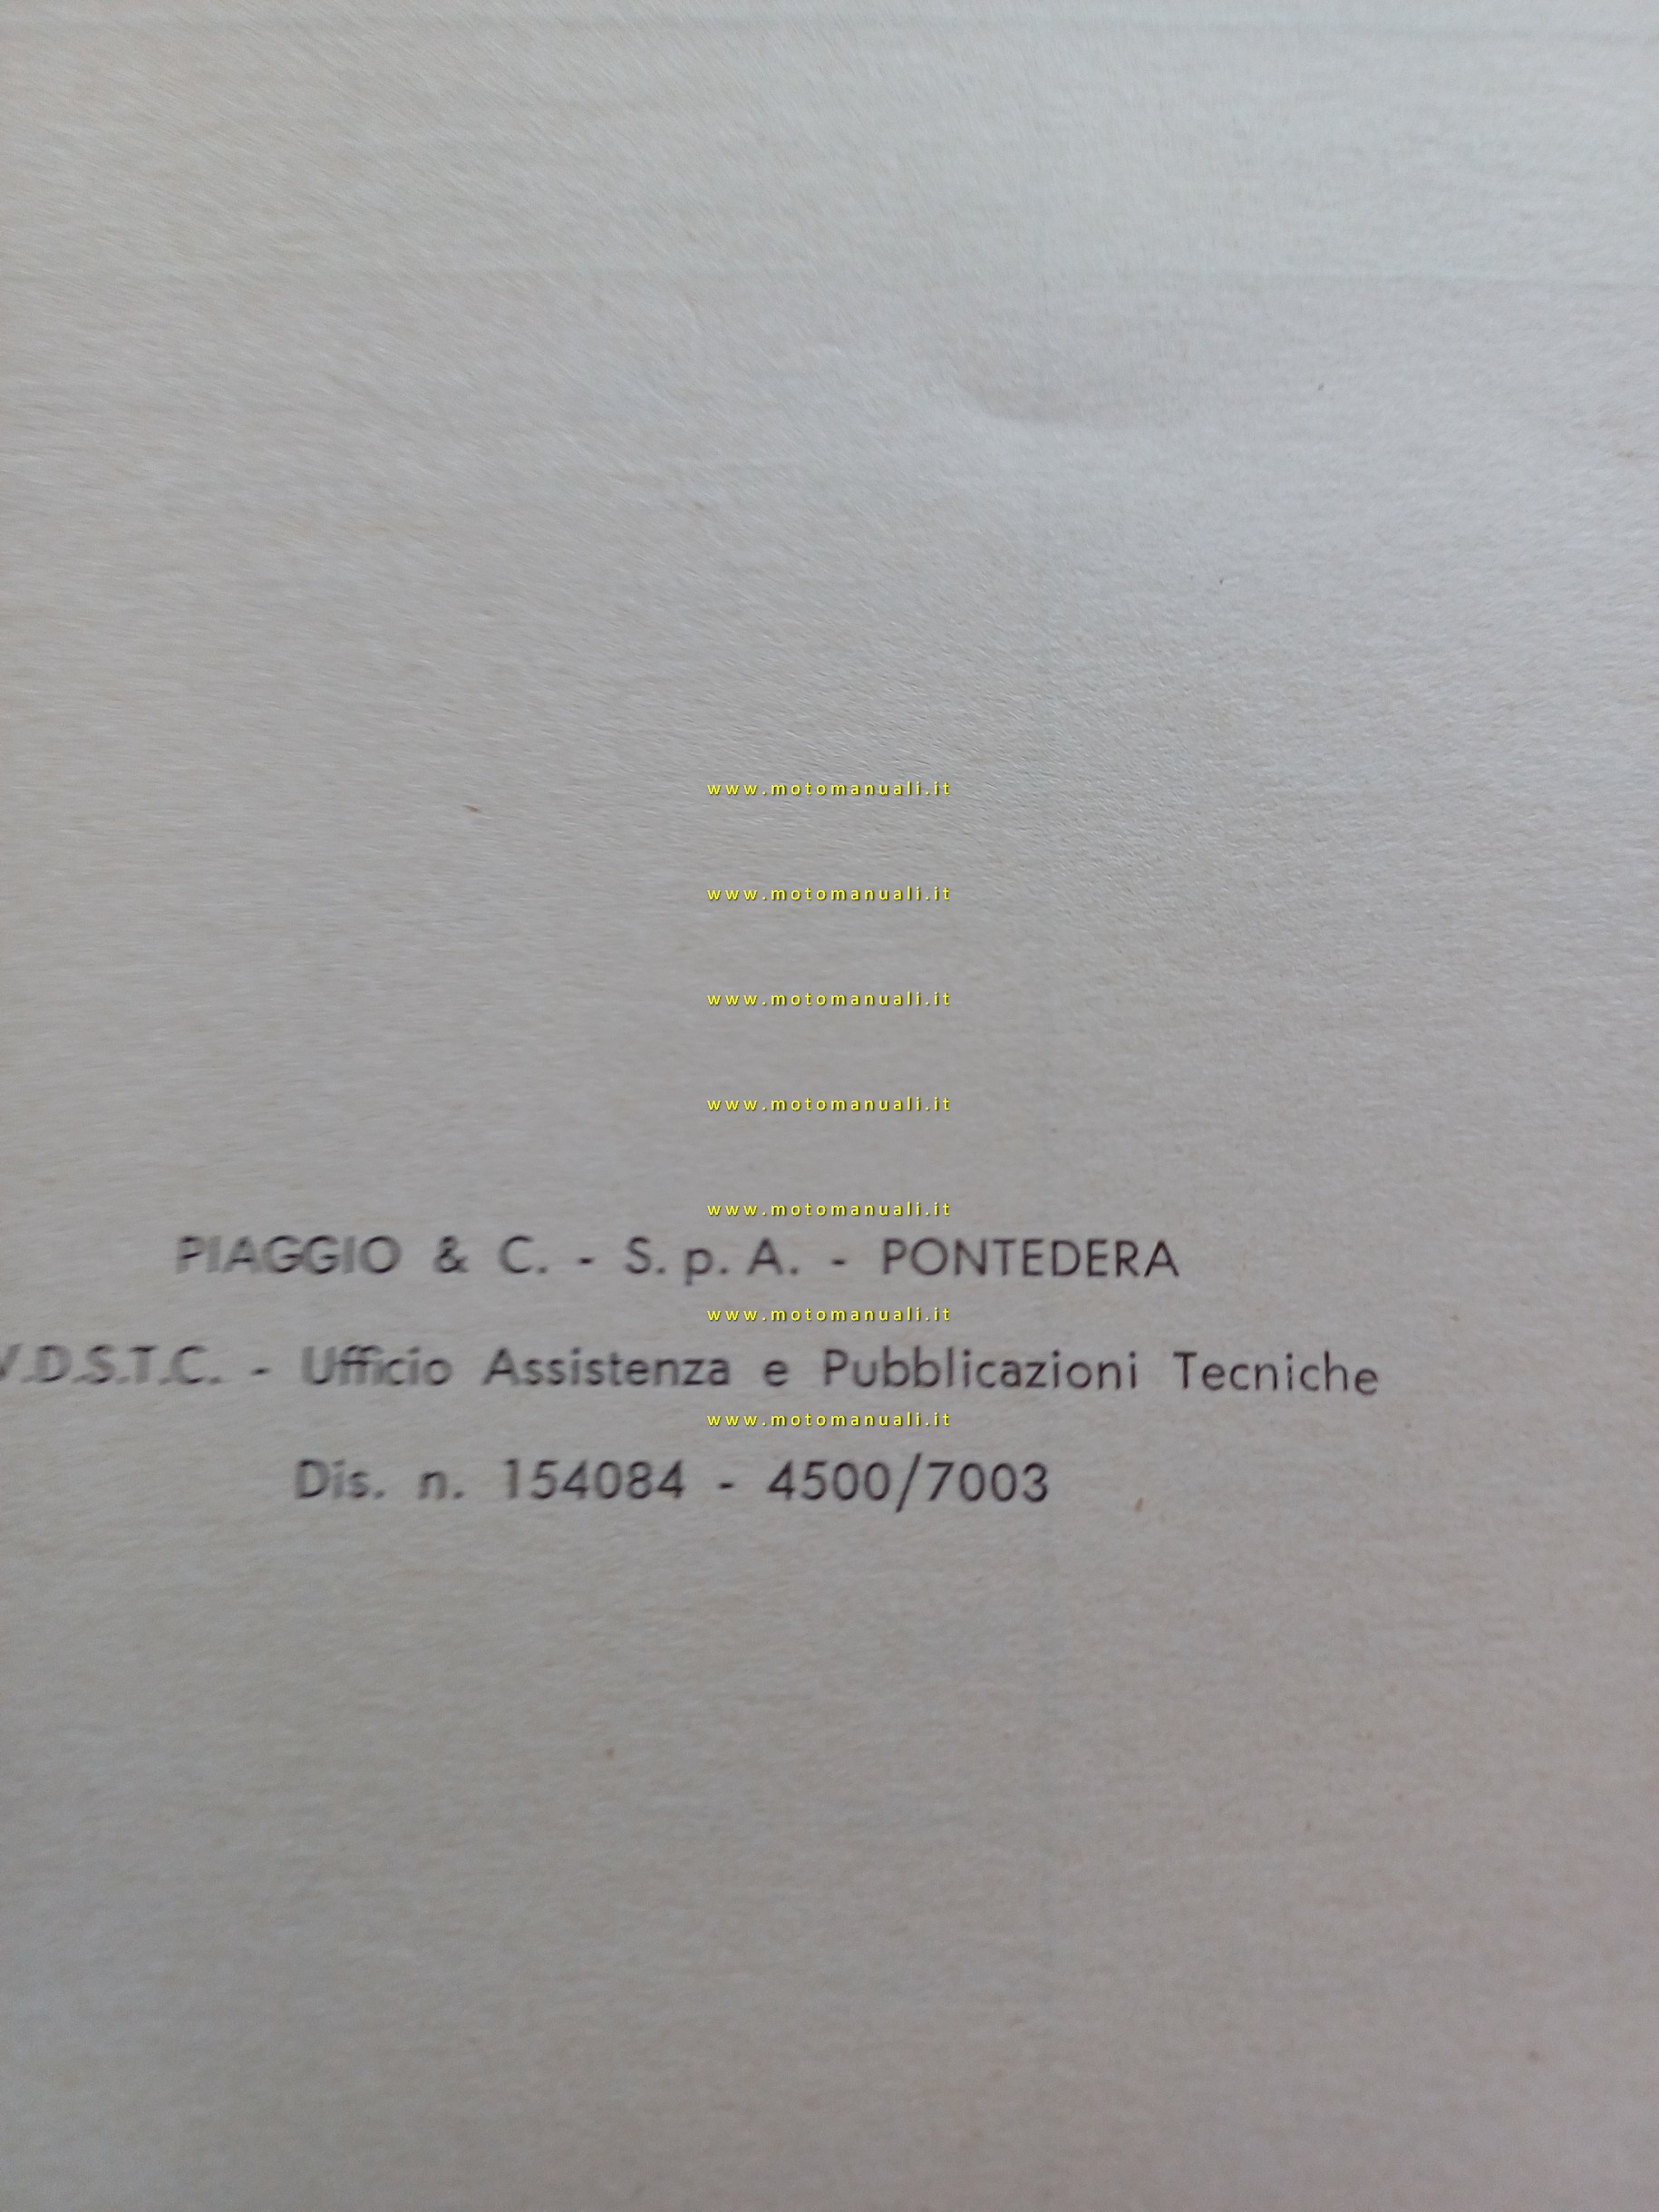 www.motomanuali.it
www.motomanuali.it
www.motomanuali.it
www.motomanuali.it
www.motomanuali.it
PIAGGIO & C. - S. p. A. - PONTEDERA
www.motomanuali.it
V.D.S.T.C. - Ufficio Assistenza e Pubblicazioni Tecniche
www.motomanuali.it
Dis. n. 154084 - 4500/7003